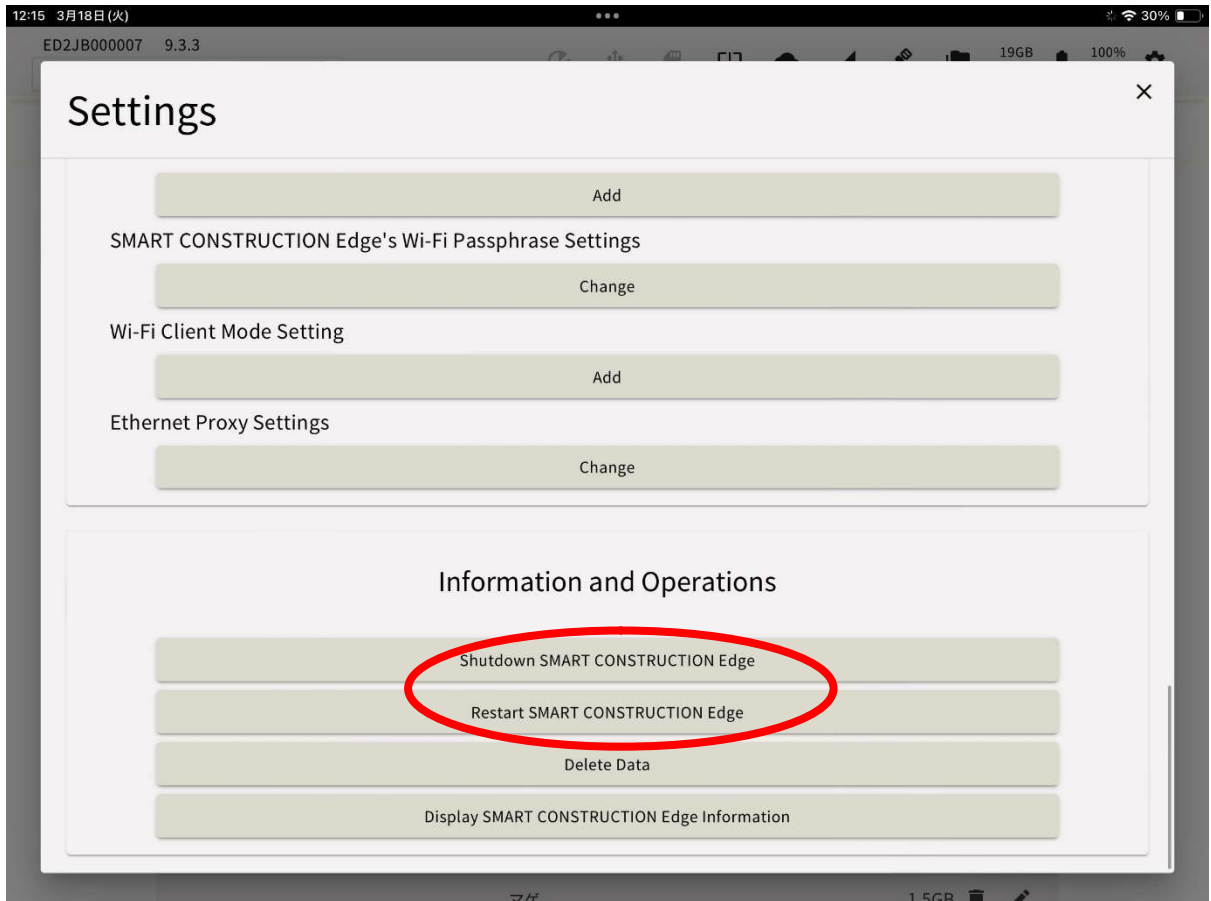 12:15 3月18日(火)
30%
ED2JB000007 9.3.3
19GB 100%
Settings
Add
SMART CONSTRUCTION Edge's Wi-Fi Passphrase Settings
Change
Wi-Fi Client Mode Setting
Add
Ethernet Proxy Settings
Change
Information and Operations
Shutdown SMART CONSTRUCTION Edge
Restart SMART CONSTRUCTION Edge
Delete Data
Display SMART CONSTRUCTION Edge Information
1.5GB